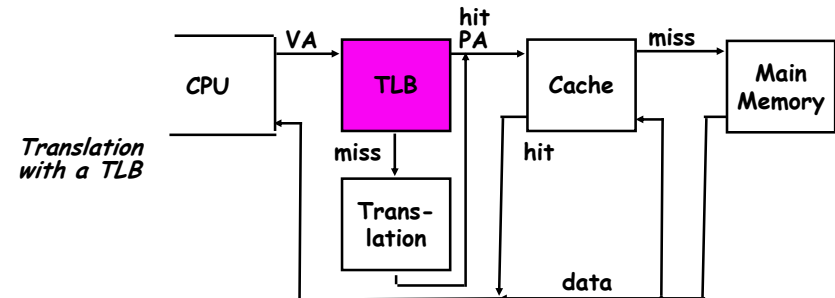 hit
VA
PA
miss
CPU
TLB
Cache
Main
Memory
Translation
with a TLB
miss
hit
Trans-
lation
data